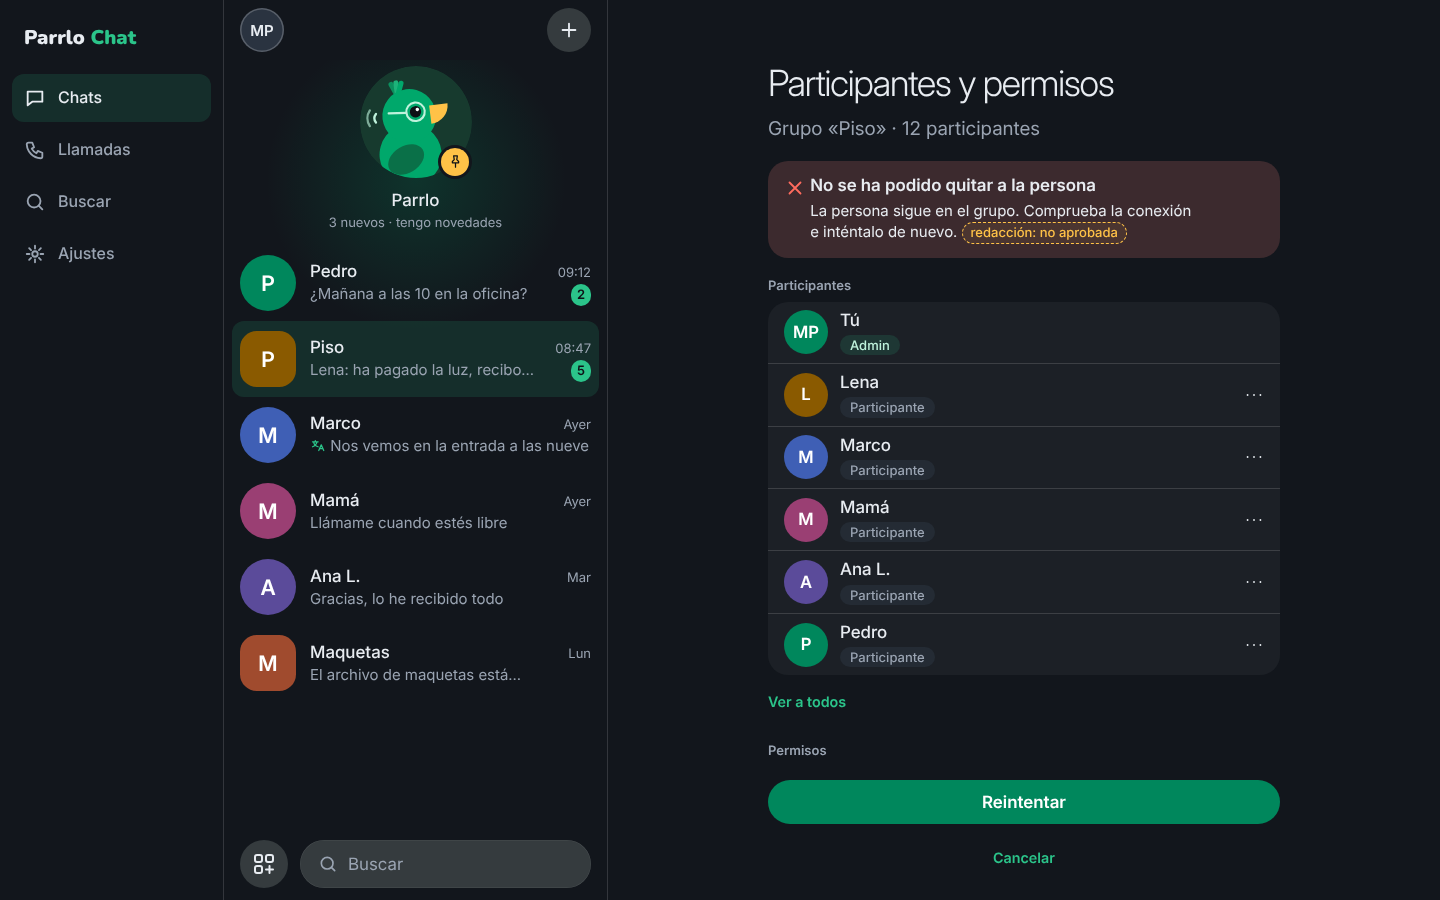 Parrlo Chat
Chats
Llamadas
Buscar
Ajustes
MP
Parrlo
3 nuevos · tengo novedades
P
Pedro
09:12
¿Mañana a las 10 en la oficina?
2
P
Piso
08:47
Lena: ha pagado la luz, recibo...
5
M
Marco
Ayer
Nos vemos en la entrada a las nueve
M
Mamá
Ayer
Llámame cuando estés libre
A
Ana L.
Mar
Gracias, lo he recibido todo
M
Maquetas
Lun
El archivo de maquetas está...
Buscar
Participantes y permisos
Grupo «Piso» · 12 participantes
No se ha podido quitar a la persona
La persona sigue en el grupo. Comprueba la conexión
e inténtalo de nuevo. redacción: no aprobada
Participantes
MP
Tú
Admin
L
Lena
Participante
M
Marco
Participante
M
Mamá
Participante
A
Ana L.
Participante
P
Pedro
Participante
Ver a todos
Permisos
Reintentar
Cancelar